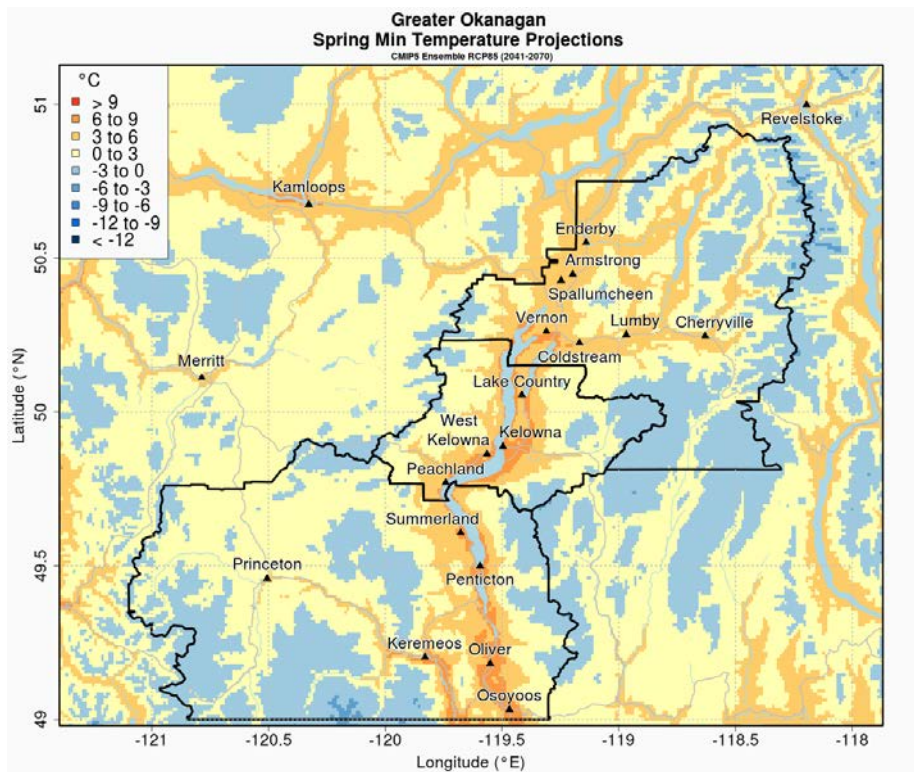 Greater Okanagan
Spring Min Temperature Projections
CMIP5 Ensemble RCP85 (2041-2070)
°C
> 9
6 to 9
3 to 6
0 to 3
-3 to 0
-6 to -3
-9 to -6
-12 to -9
< -12
Revelstoke
Kamloops
Enderby
Armstrong
Spallumcheen
Vernon
Lumby
Cherryville
Coldstream
Merritt
Lake Country
West
Kelowna
Kelowna
Peachland
Summerland
Princeton
Penticton
Keremeos
Oliver
Osoyoos
51
50.5
50
49.5
49
Latitude (°N)
-121
-120.5
-120
-119.5
-119
-118.5
-118
Longitude (°E)